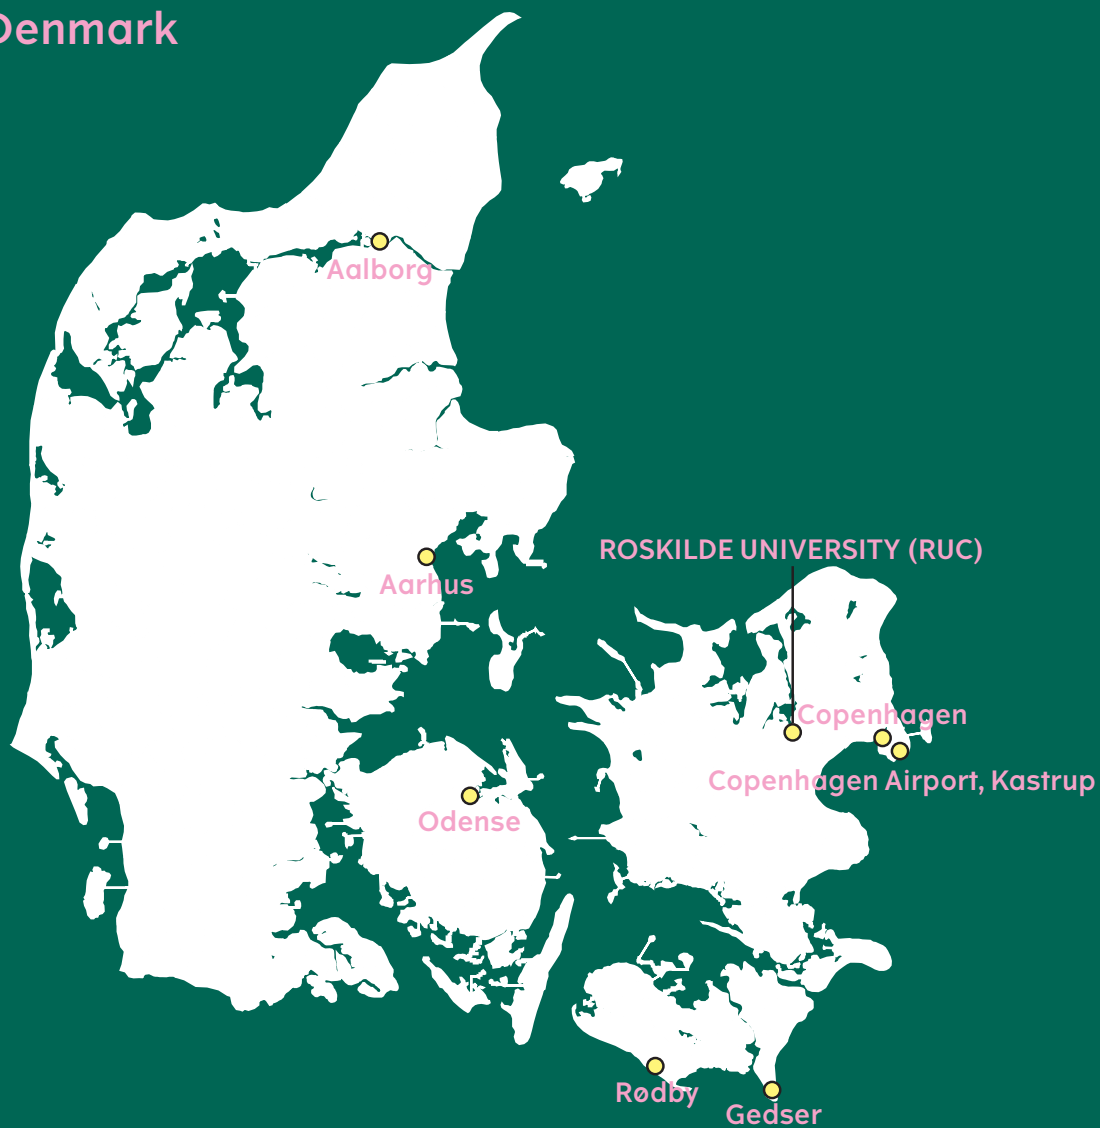 Denmark
Aalborg
ROSKILDE UNIVERSITY (RUC)
Aarhus
Copenhagen
Copenhagen Airport, Kastrup
Odense
Rødby
Gedser